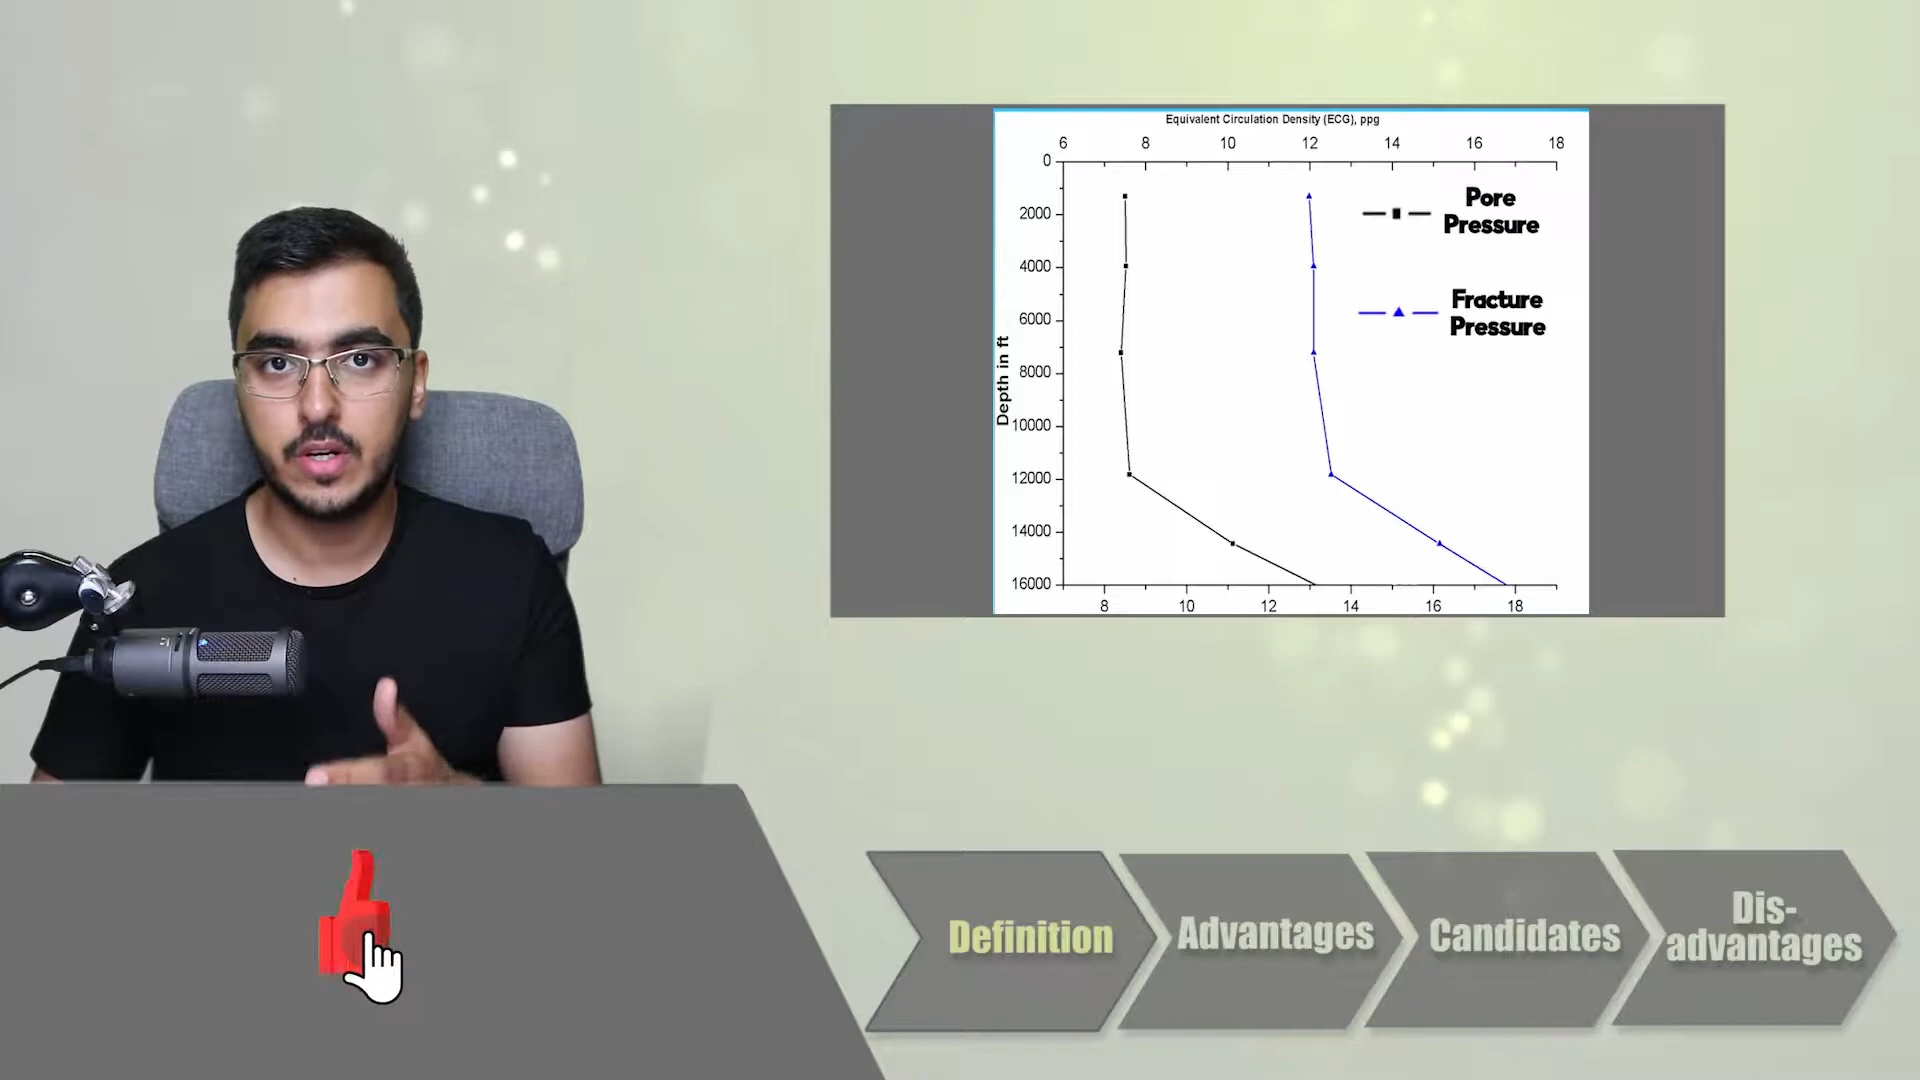 Equivalent Circulation Density (ECG), ppg
6 8 10 12 14 16 18
0
2000
4000
6000
8000
10000
12000
14000
16000
Depth in ft
8 10 12 14 16 18
Pore
Pressure
Fracture
Pressure
Definition
Advantages
Candidates
Dis-
advantages